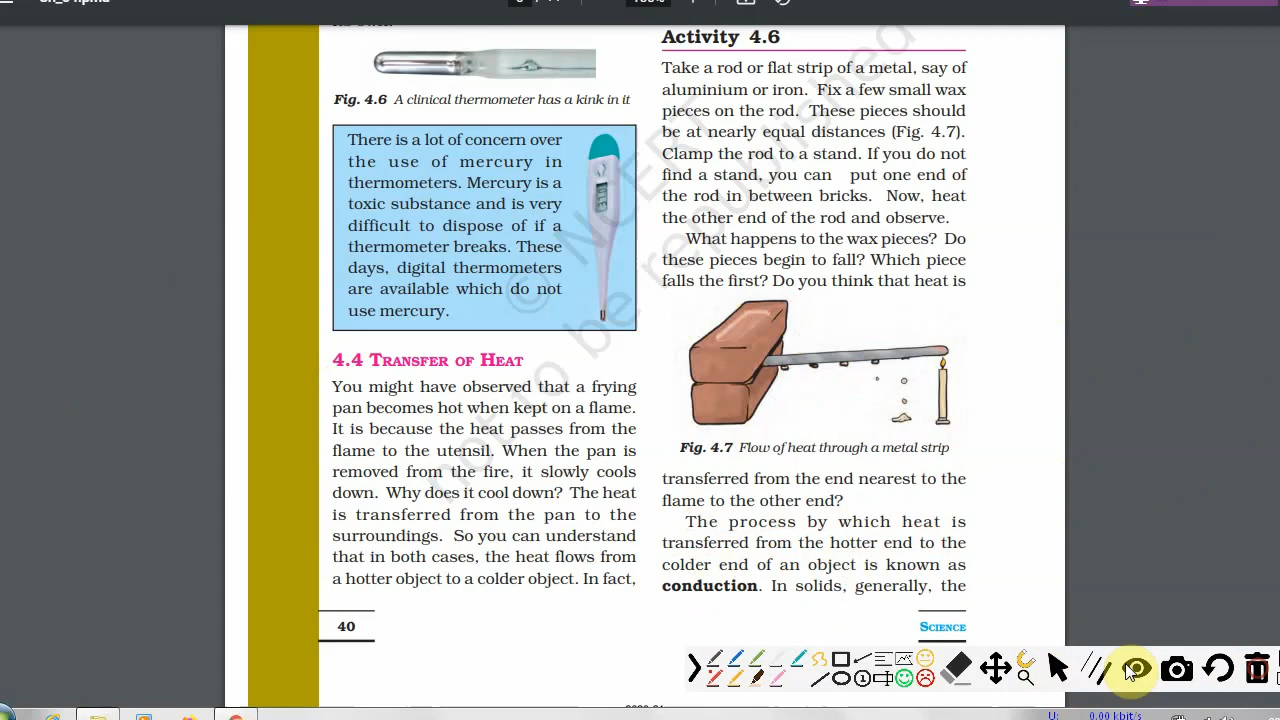 Fig. 4.6 A clinical thermometer has a kink in it
There is a lot of concern over
the use of mercury in
thermometers. Mercury is a
toxic substance and is very
difficult to dispose of if a
thermometer breaks. These
days, digital thermometers
are available which do not
use mercury.
4.4 TRANSFER OF HEAT
You might have observed that a frying
pan becomes hot when kept on a flame.
It is because the heat passes from the
flame to the utensil. When the pan is
removed from the fire, it slowly cools
down. Why does it cool down? The heat
is transferred from the pan to the
surroundings. So you can understand
that in both cases, the heat flows from
a hotter object to a colder object. In fact,
40
Activity 4.6
Take a rod or flat strip of a metal, say of
aluminium or iron. Fix a few small wax
pieces on the rod. These pieces should
be at nearly equal distances (Fig. 4.7).
Clamp the rod to a stand. If you do not
find a stand, you can put one end of
the rod in between bricks. Now, heat
the other end of the rod and observe.
What happens to the wax pieces? Do
these pieces begin to fall? Which piece
falls the first? Do you think that heat is
Fig. 4.7 Flow of heat through a metal strip
transferred from the end nearest to the
flame to the other end?
The process by which heat is
transferred from the hotter end to the
colder end of an object is known as
conduction. In solids, generally, the
SCIENCE
© NCERT
not to be republished
U: 0.00 kbit/s